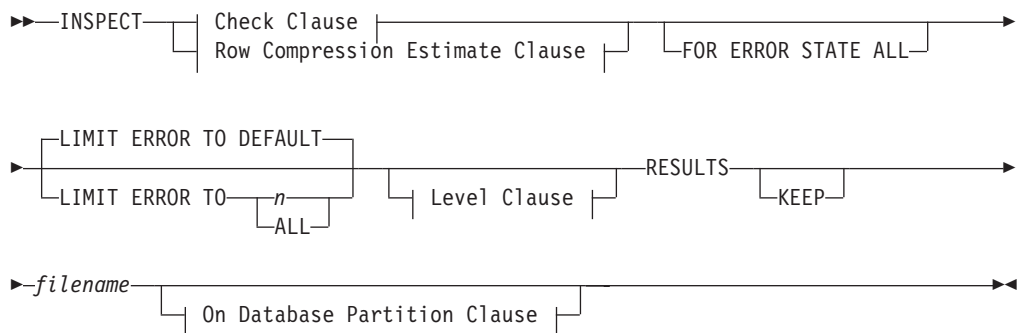 INSPECT Check Clause
Row Compression Estimate Clause FOR ERROR STATE ALL
LIMIT ERROR TO DEFAULT
RESULTS
LIMIT ERROR TO n Level Clause KEEP
ALL
filename
On Database Partition Clause